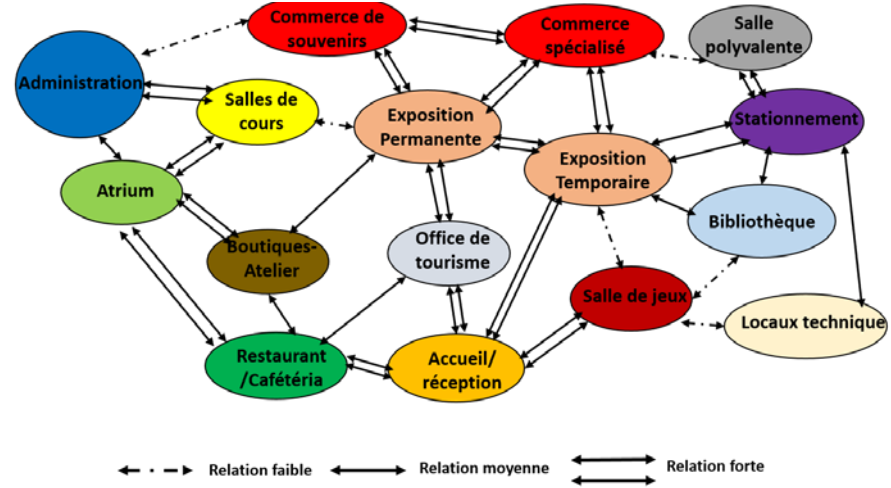 Commerce de
souvenirs
Commerce
spécialisé
Salle
polyvalente
Administration
Salles de
cours
Exposition
Permanente
Stationnement
Exposition
Temporaire
Atrium
Bibliothèque
Boutiques-
Atelier
Office de
tourisme
Salle de jeux
Locaux technique
Restaurant
/Cafétéria
Accueil/
réception
Relation faible
Relation moyenne
Relation forte